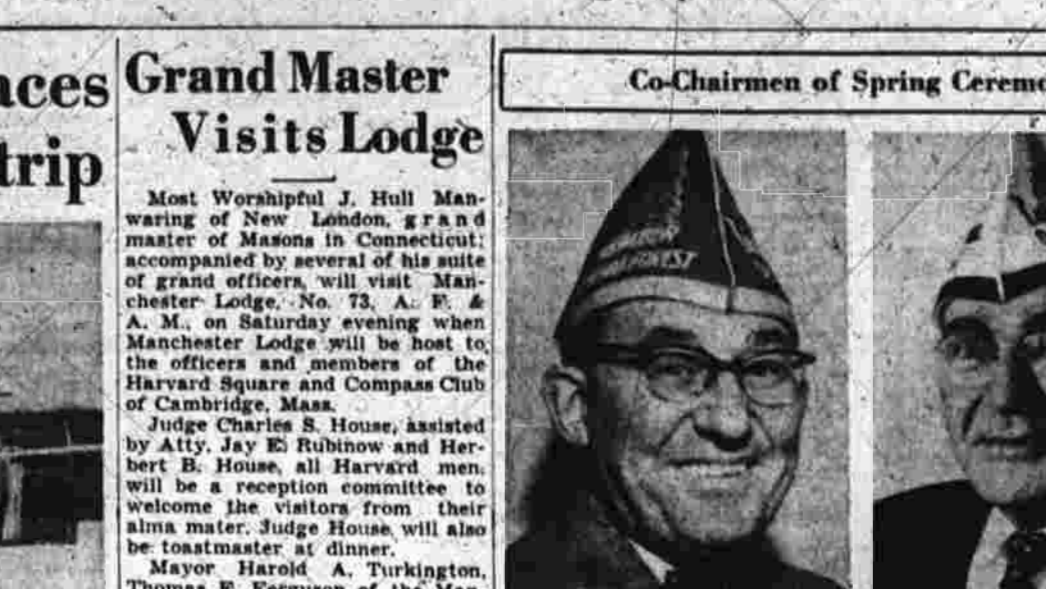 aces
trip
Grand Master
Visits Lodge
Most Worshipful J. Hull Man-
waring of New London, grand
master of Masons in Connecticut;
accompanied by several of his suite
of grand officers, will visit Man-
chester Lodge, No. 73, A. F. &
A. M., on Saturday evening when
Manchester Lodge will be host to
the officers and members of the
Harvard Square and Compass Club
of Cambridge, Mass.
Judge Charles S. House, assisted
by Atty. Jay E. Rubinow and Her-
bert B. House, all Harvard men,
will be a reception committee to
welcome the visitors from their
alma mater. Judge House will also
be toastmaster at dinner.
Mayor Harold A. Turkington,
Thomas E. Ferguson of the Man-
Co-Chairmen of Spring Ceremo